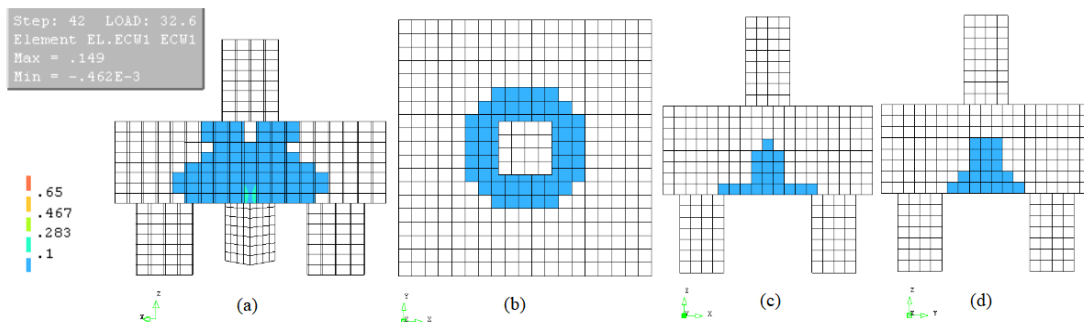 Step: 42 LOAD: 32.6
Element EL.ECW1 ECW1
Max = .149
Min = -.462E-3
.65
.467
.283
.1
Z
X
(a)
Y
Z X
(b)
Z
Y X
(c)
Z
X Y
(d)